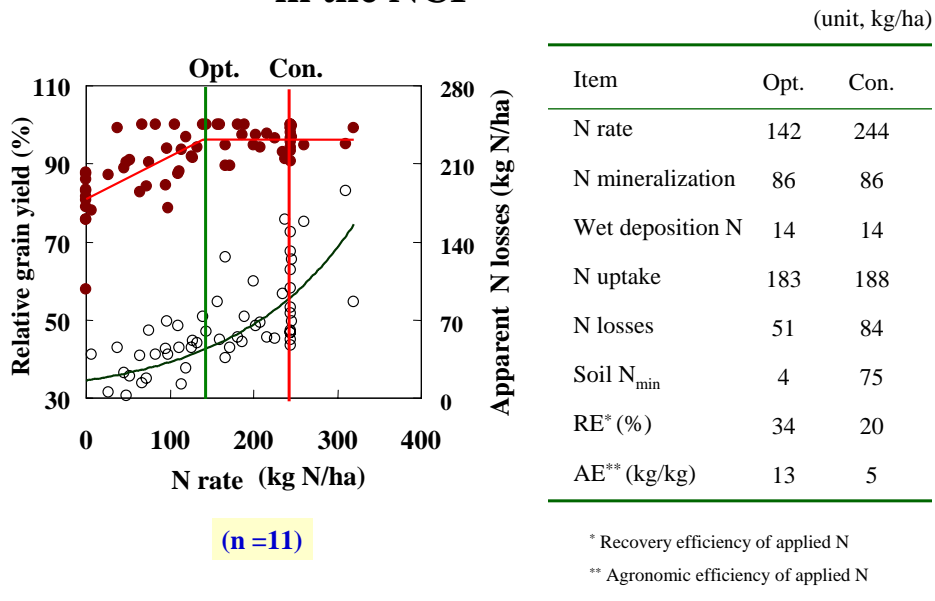 in the NCP
(unit, kg/ha)
Opt. Con.
110
90
70
50
30
280
210
140
70
0
Relative grain yield (%)
Apparent N losses (kg N/ha)
0 100 200 300 400
N rate (kg N/ha)
(n =11)
Item Opt. Con.
N rate 142 244
N mineralization 86 86
Wet deposition N 14 14
N uptake 183 188
N losses 51 84
Soil Nmin 4 75
RE* (%) 34 20
AE** (kg/kg) 13 5
* Recovery efficiency of applied N
** Agronomic efficiency of applied N